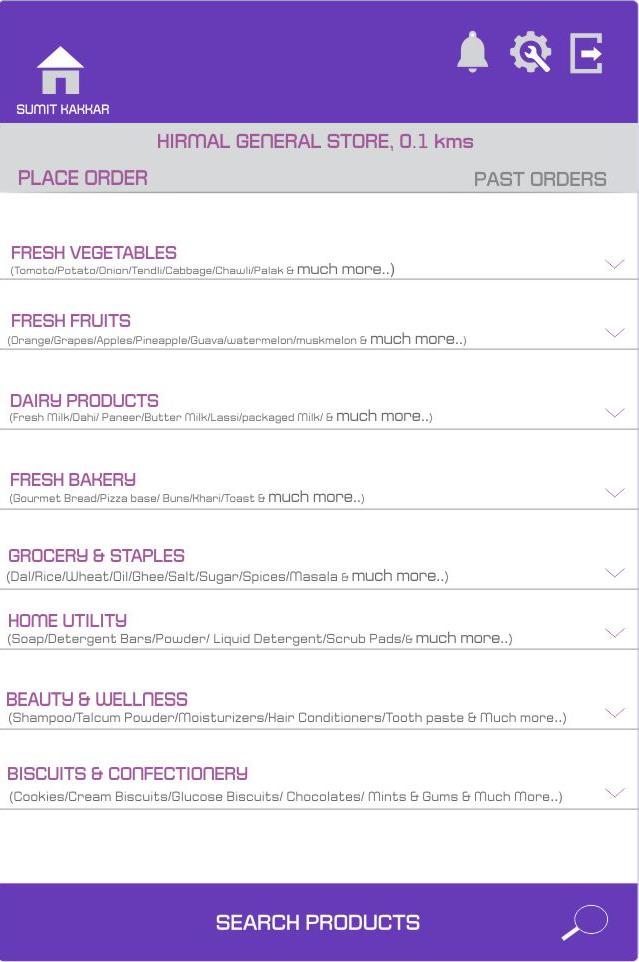 SUMIT KAKKAR
HIRMAL GENERAL STORE, 0.1 kms
PLACE ORDER PAST ORDERS
FRESH VEGETABLES
(Tomoto/Potato/Onion/Tendli/Cabbage/Chawli/Palak & much more..)
FRESH FRUITS
(Orange/Grapes/Apples/Pineapple/Guava/watermelon/muskmelon & much more..)
DAIRY PRODUCTS
(Fresh Milk/Dahi/ Paneer/Butter Milk/Lassi/packaged Milk/ & much more..)
FRESH BAKERY
(Gourmet Bread/Pizza base/ Buns/Khari/Toast & much more..)
GROCERY & STAPLES
(Dal/Rice/Wheat/Oil/Ghee/Salt/Sugar/Spices/Masala & much more..)
HOME UTILITY
(Soap/Detergent Bars/Powder/ Liquid Detergent/Scrub Pads/& much more..)
BEAUTY & WELLNESS
(Shampoo/Talcum Powder/Moisturizers/Hair Conditioners/Tooth paste & Much more..)
BISCUITS & CONFECTIONERY
(Cookies/Cream Biscuits/Glucose Biscuits/ Chocolates/ Mints & Gums & Much More..)
SEARCH PRODUCTS